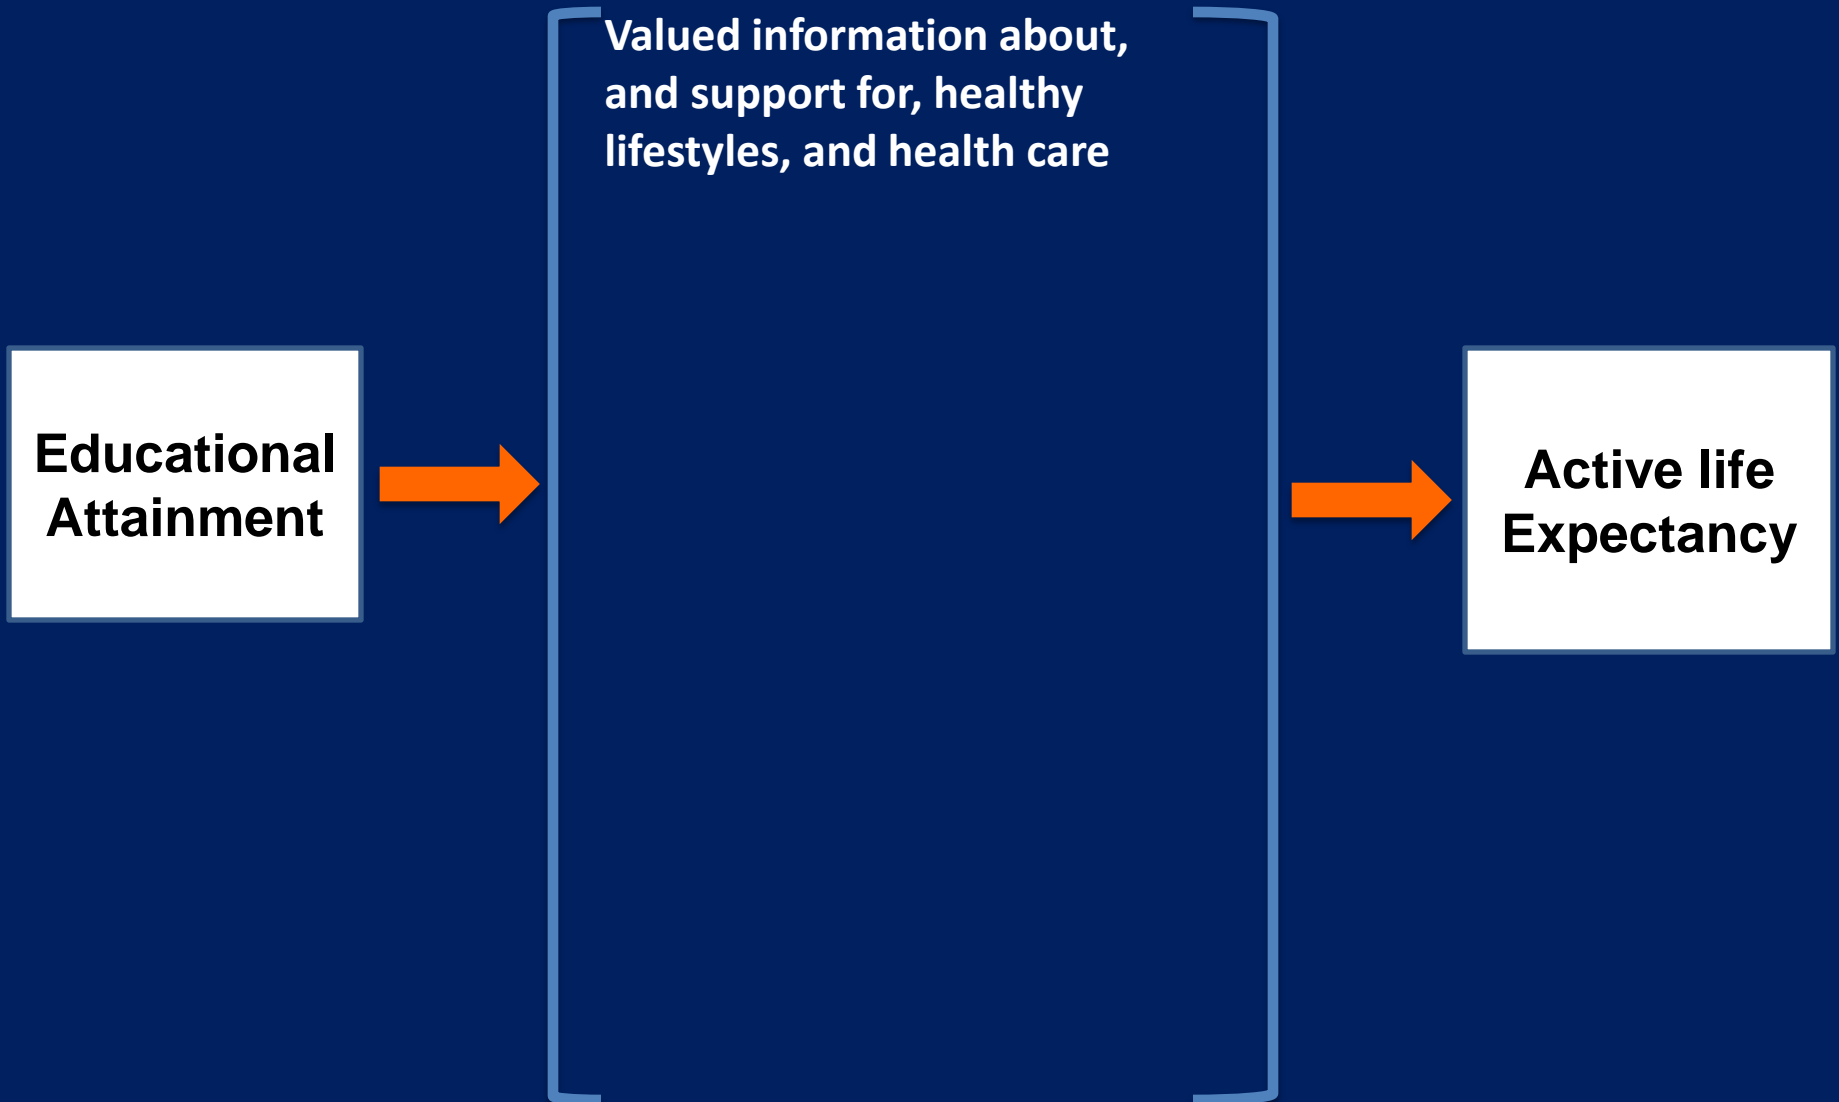 Valued information about,
and support for, healthy
lifestyles, and health care
Educational
Attainment
Active life
Expectancy